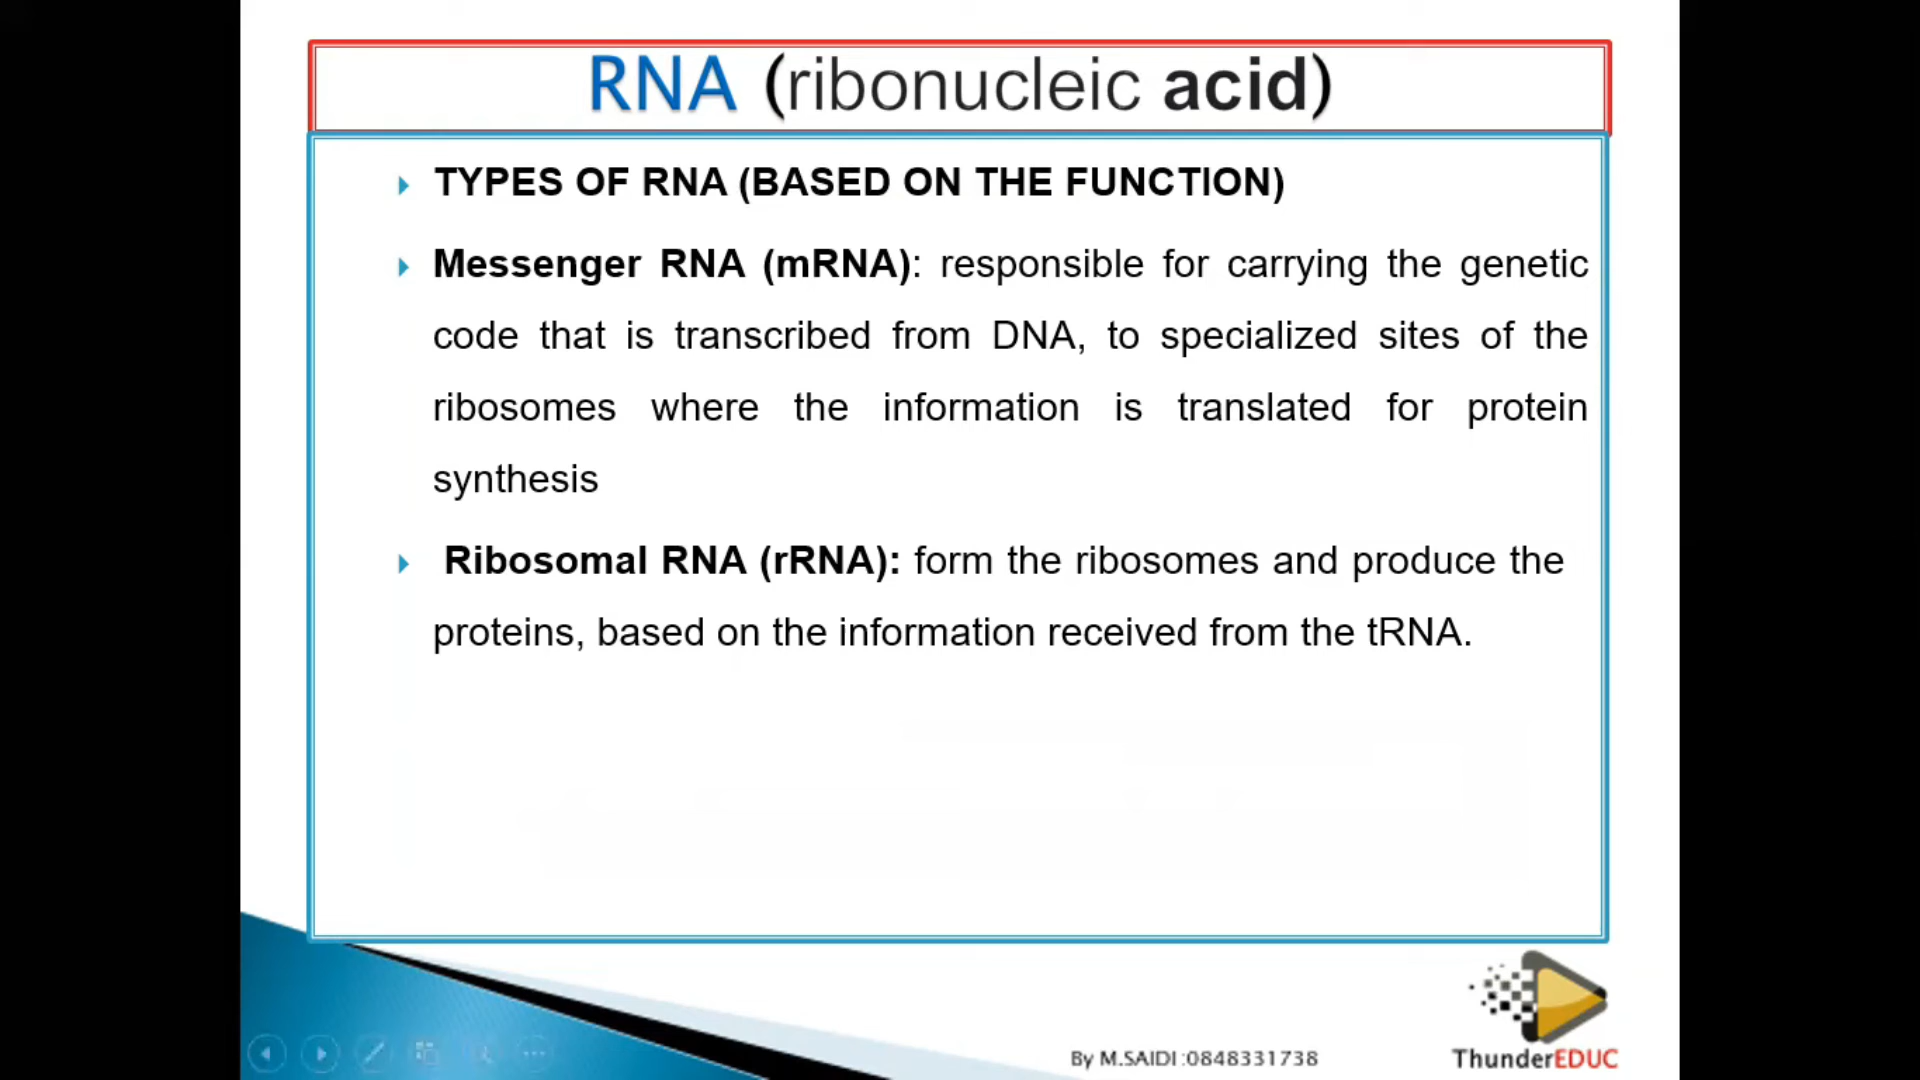 RNA (ribonucleic acid)
TYPES OF RNA (BASED ON THE FUNCTION)
Messenger RNA (mRNA): responsible for carrying the genetic
code that is transcribed from DNA, to specialized sites of the
ribosomes where the information is translated for protein
synthesis
Ribosomal RNA (rRNA): form the ribosomes and produce the
proteins, based on the information received from the tRNA.
By M.SAIDI :0848331738
ThunderEDUC